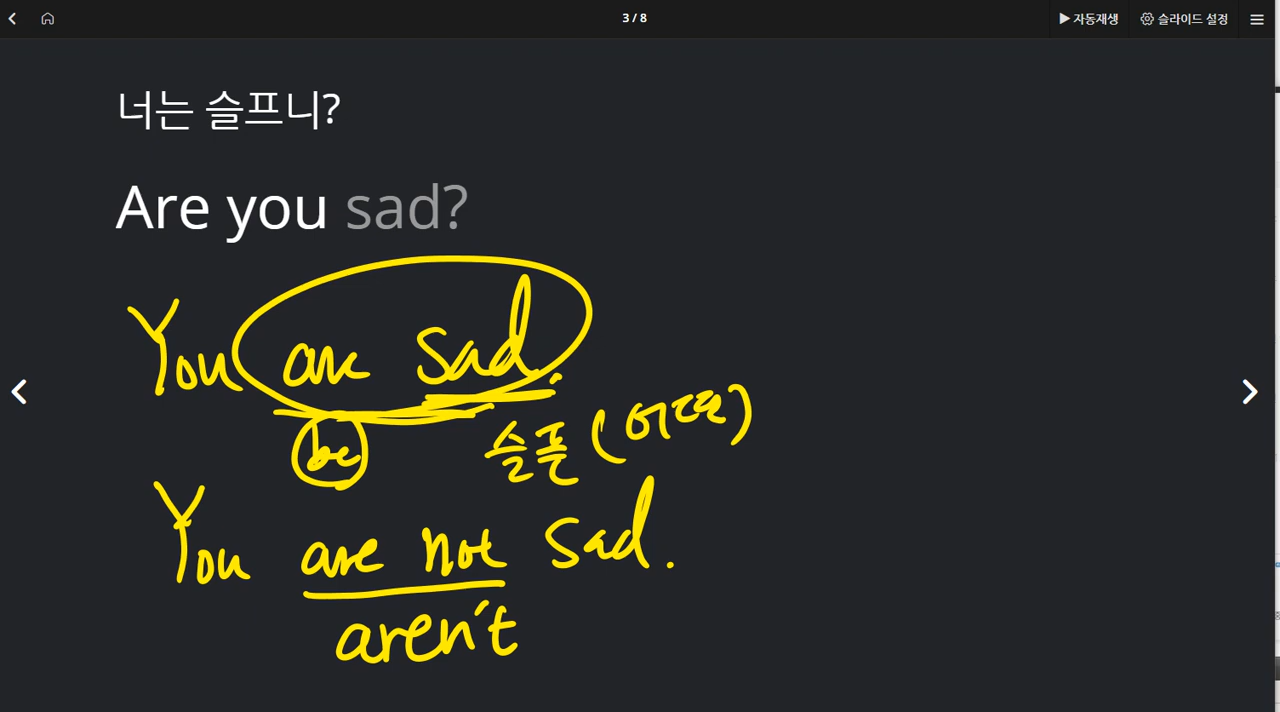 3 / 8
자동재생
슬라이드 설정
너는 슬프니?
Are you sad?
You are sad.
be
슬픈 (어떤)
You are not sad.
aren't